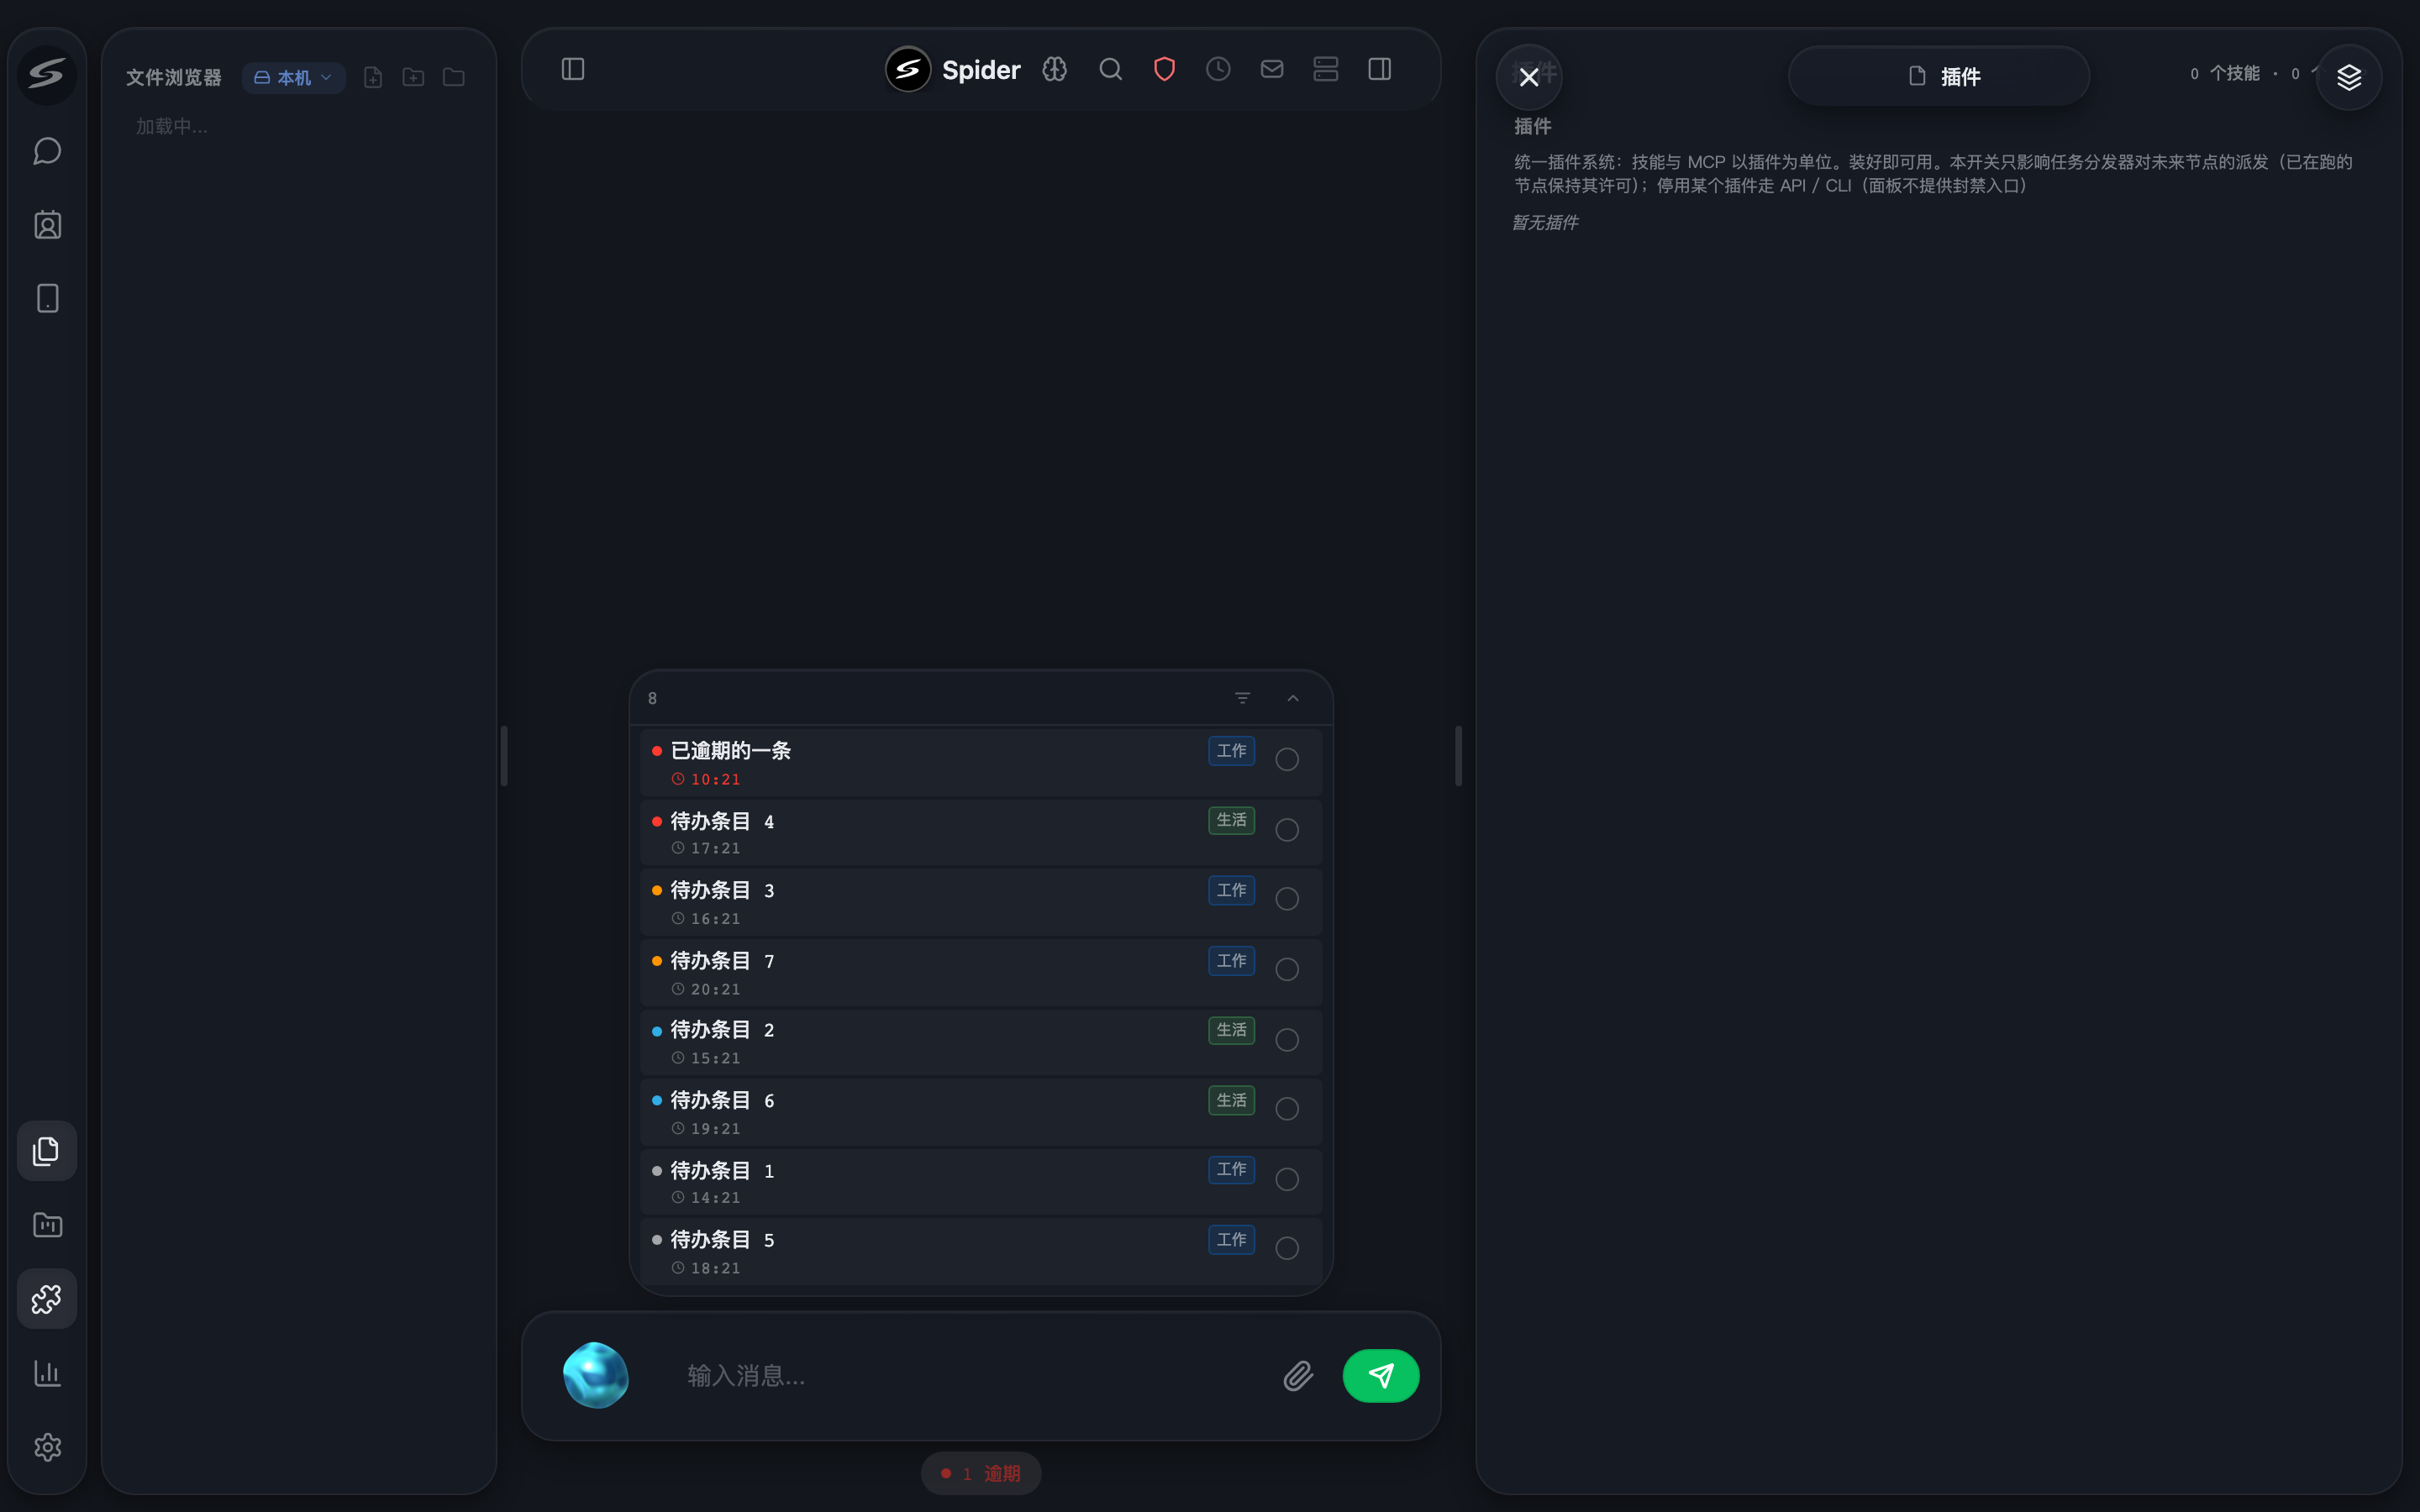 文件浏览器 本机
加载中...
Spider
8
已逾期的一条 工作
10:21
待办条目 4 生活
17:21
待办条目 3 工作
16:21
待办条目 7 工作
20:21
待办条目 2 生活
15:21
待办条目 6 生活
19:21
待办条目 1 工作
14:21
待办条目 5 工作
18:21
输入消息...
1 逾期
插件
插件
0 个技能 · 0
插件
统一插件系统：技能与 MCP 以插件为单位。装好即可用。本开关只影响任务分发器对未来节点的派发（已在跑的
节点保持其许可）；停用某个插件走 API / CLI（面板不提供封禁入口）
暂无插件